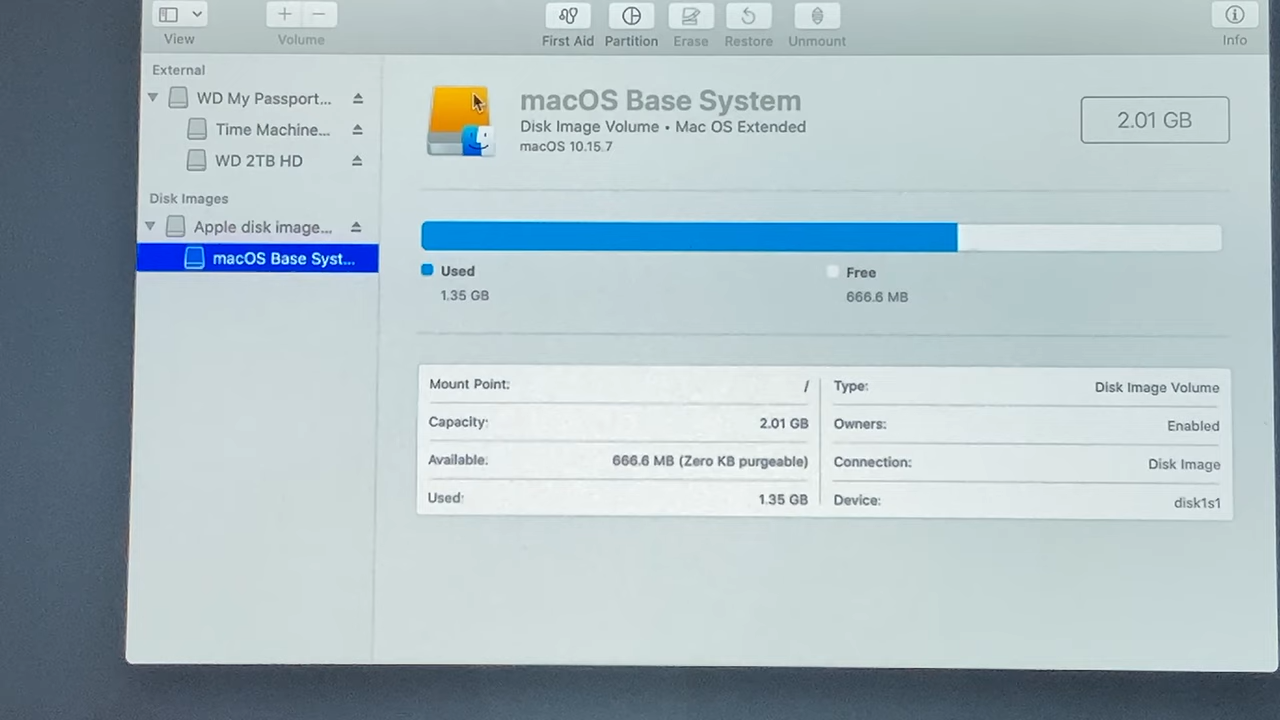 View
Volume
First Aid
Partition
Erase
Restore
Unmount
Info
External
WD My Passport...
Time Machine...
WD 2TB HD
Disk Images
Apple disk image...
macOS Base Syst...
macOS Base System
Disk Image Volume • Mac OS Extended
macOS 10.15.7
2.01 GB
Used
1.35 GB
Free
666.6 MB
Mount Point: /
Capacity: 2.01 GB
Available: 666.6 MB (Zero KB purgeable)
Used: 1.35 GB
Type: Disk Image Volume
Owners: Enabled
Connection: Disk Image
Device: disk1s1